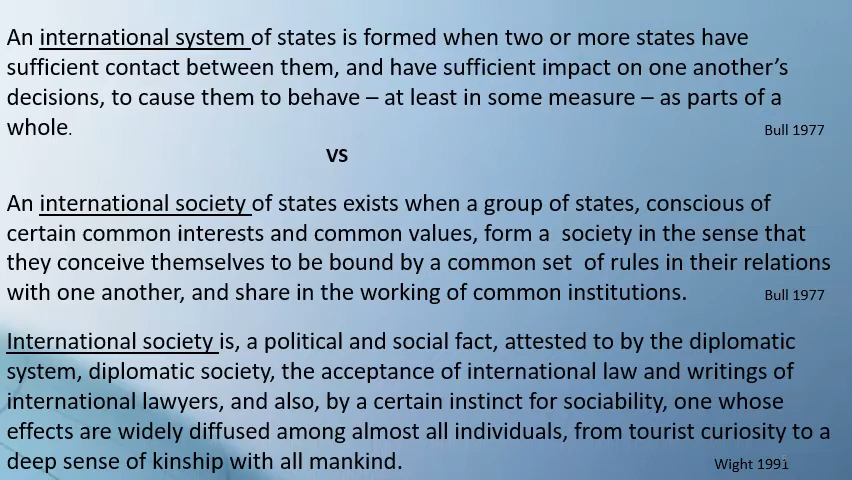 An international system of states is formed when two or more states have
sufficient contact between them, and have sufficient impact on one another’s
decisions, to cause them to behave – at least in some measure – as parts of a
whole. Bull 1977
VS
An international society of states exists when a group of states, conscious of
certain common interests and common values, form a  society in the sense that
they conceive themselves to be bound by a common set  of rules in their relations
with one another, and share in the working of common institutions. Bull 1977
International society is, a political and social fact, attested to by the diplomatic
system, diplomatic society, the acceptance of international law and writings of
international lawyers, and also, by a certain instinct for sociability, one whose
effects are widely diffused among almost all individuals, from tourist curiosity to a
deep sense of kinship with all mankind. Wight 1991